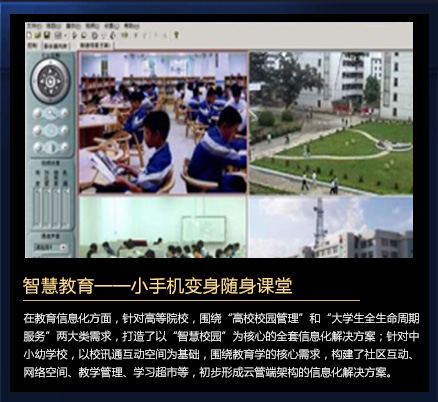 智慧教育——小手机变身随身课堂
在教育信息化方面，针对高等院校，围绕“高校校园管理”和“大学生全生命周期
服务”两大类需求，打造了以“智慧校园”为核心的全套信息化解决方案；针对中
小幼学校，以校讯通互动空间为基础，围绕教育学的核心需求，构建了社区互动、
网络空间、教学管理、学习超市等，初步形成云管端架构的信息化解决方案。